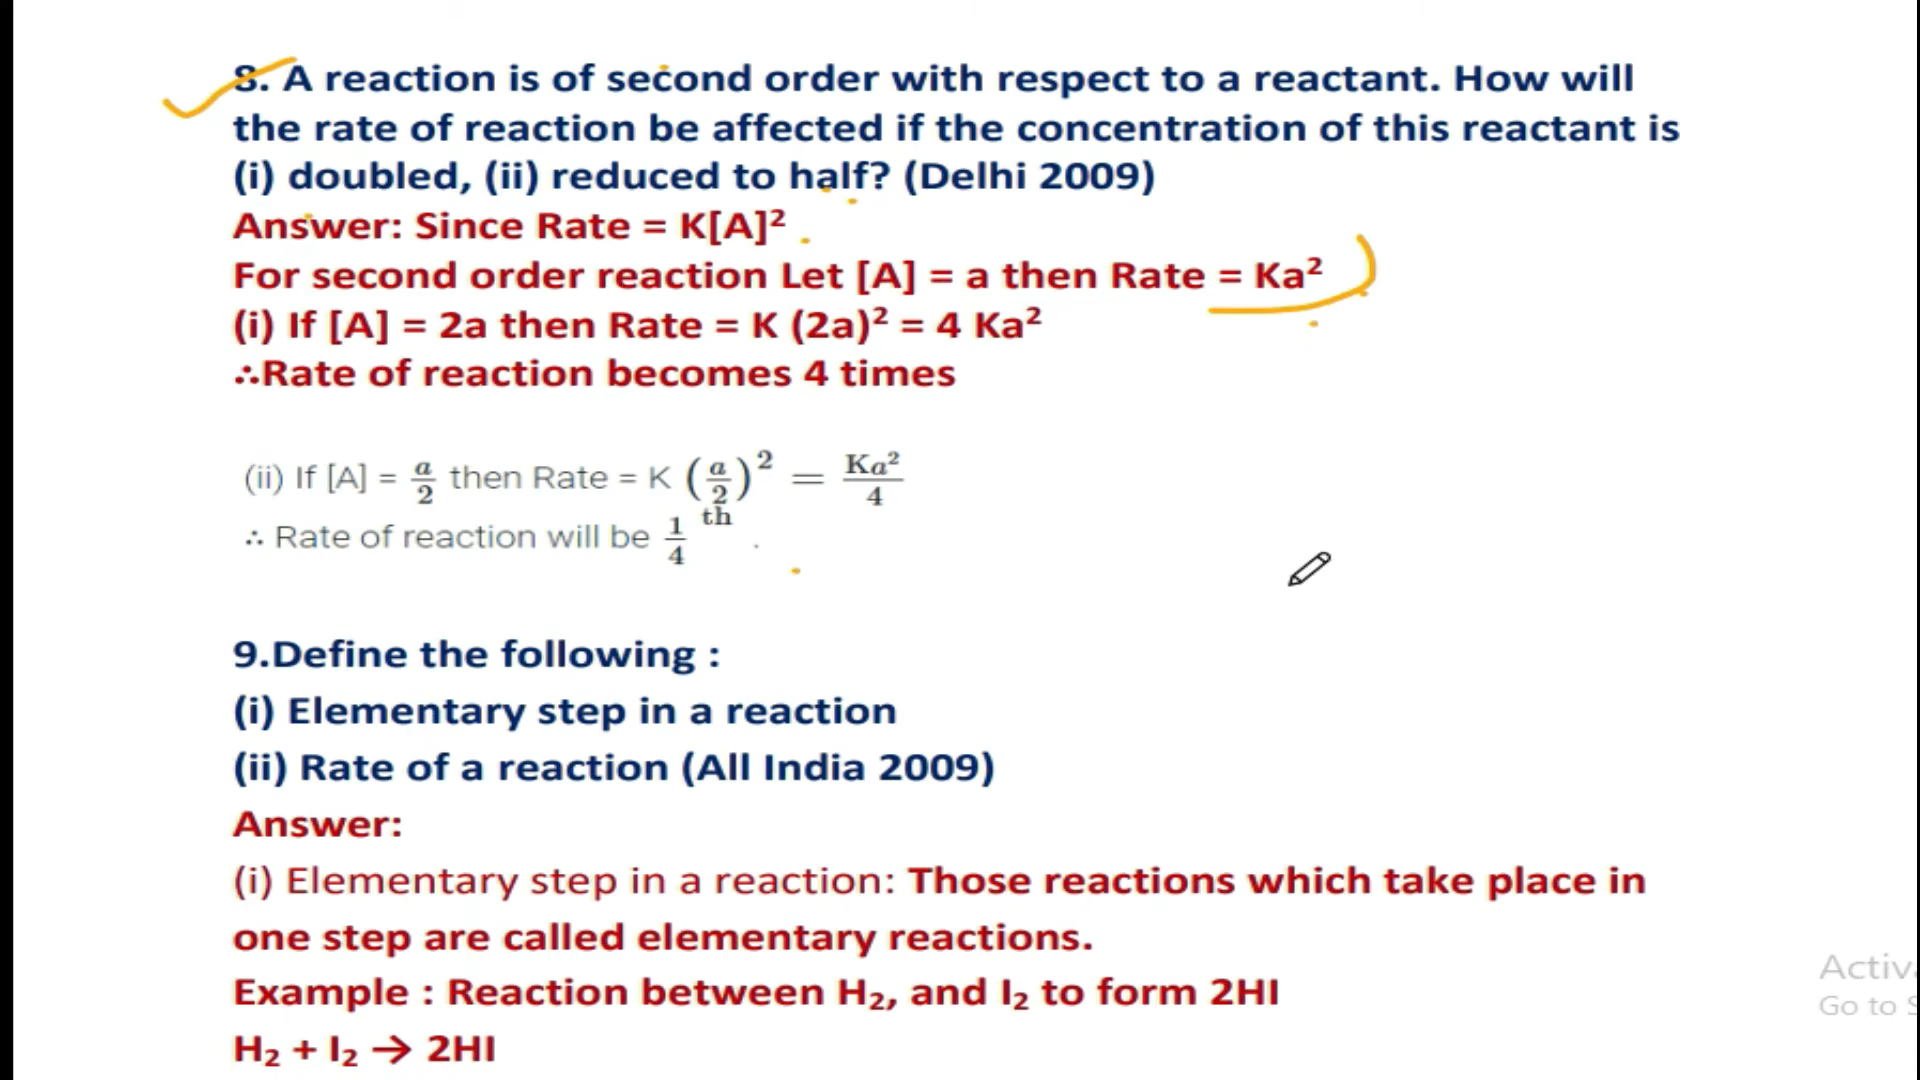 8. A reaction is of second order with respect to a reactant. How will
the rate of reaction be affected if the concentration of this reactant is
(i) doubled, (ii) reduced to half? (Delhi 2009)
Answer: Since Rate = K[A]²
For second order reaction Let [A] = a then Rate = Ka²
(i) If [A] = 2a then Rate = K (2a)² = 4 Ka²
∴Rate of reaction becomes 4 times
(ii) If [A] = a/2 then Rate = K (a/2)² = Ka²/4
∴ Rate of reaction will be 1/4 th .
9.Define the following :
(i) Elementary step in a reaction
(ii) Rate of a reaction (All India 2009)
Answer:
(i) Elementary step in a reaction: Those reactions which take place in
one step are called elementary reactions.
Example : Reaction between H₂, and I₂ to form 2HI
H₂ + I₂ → 2HI
Go to